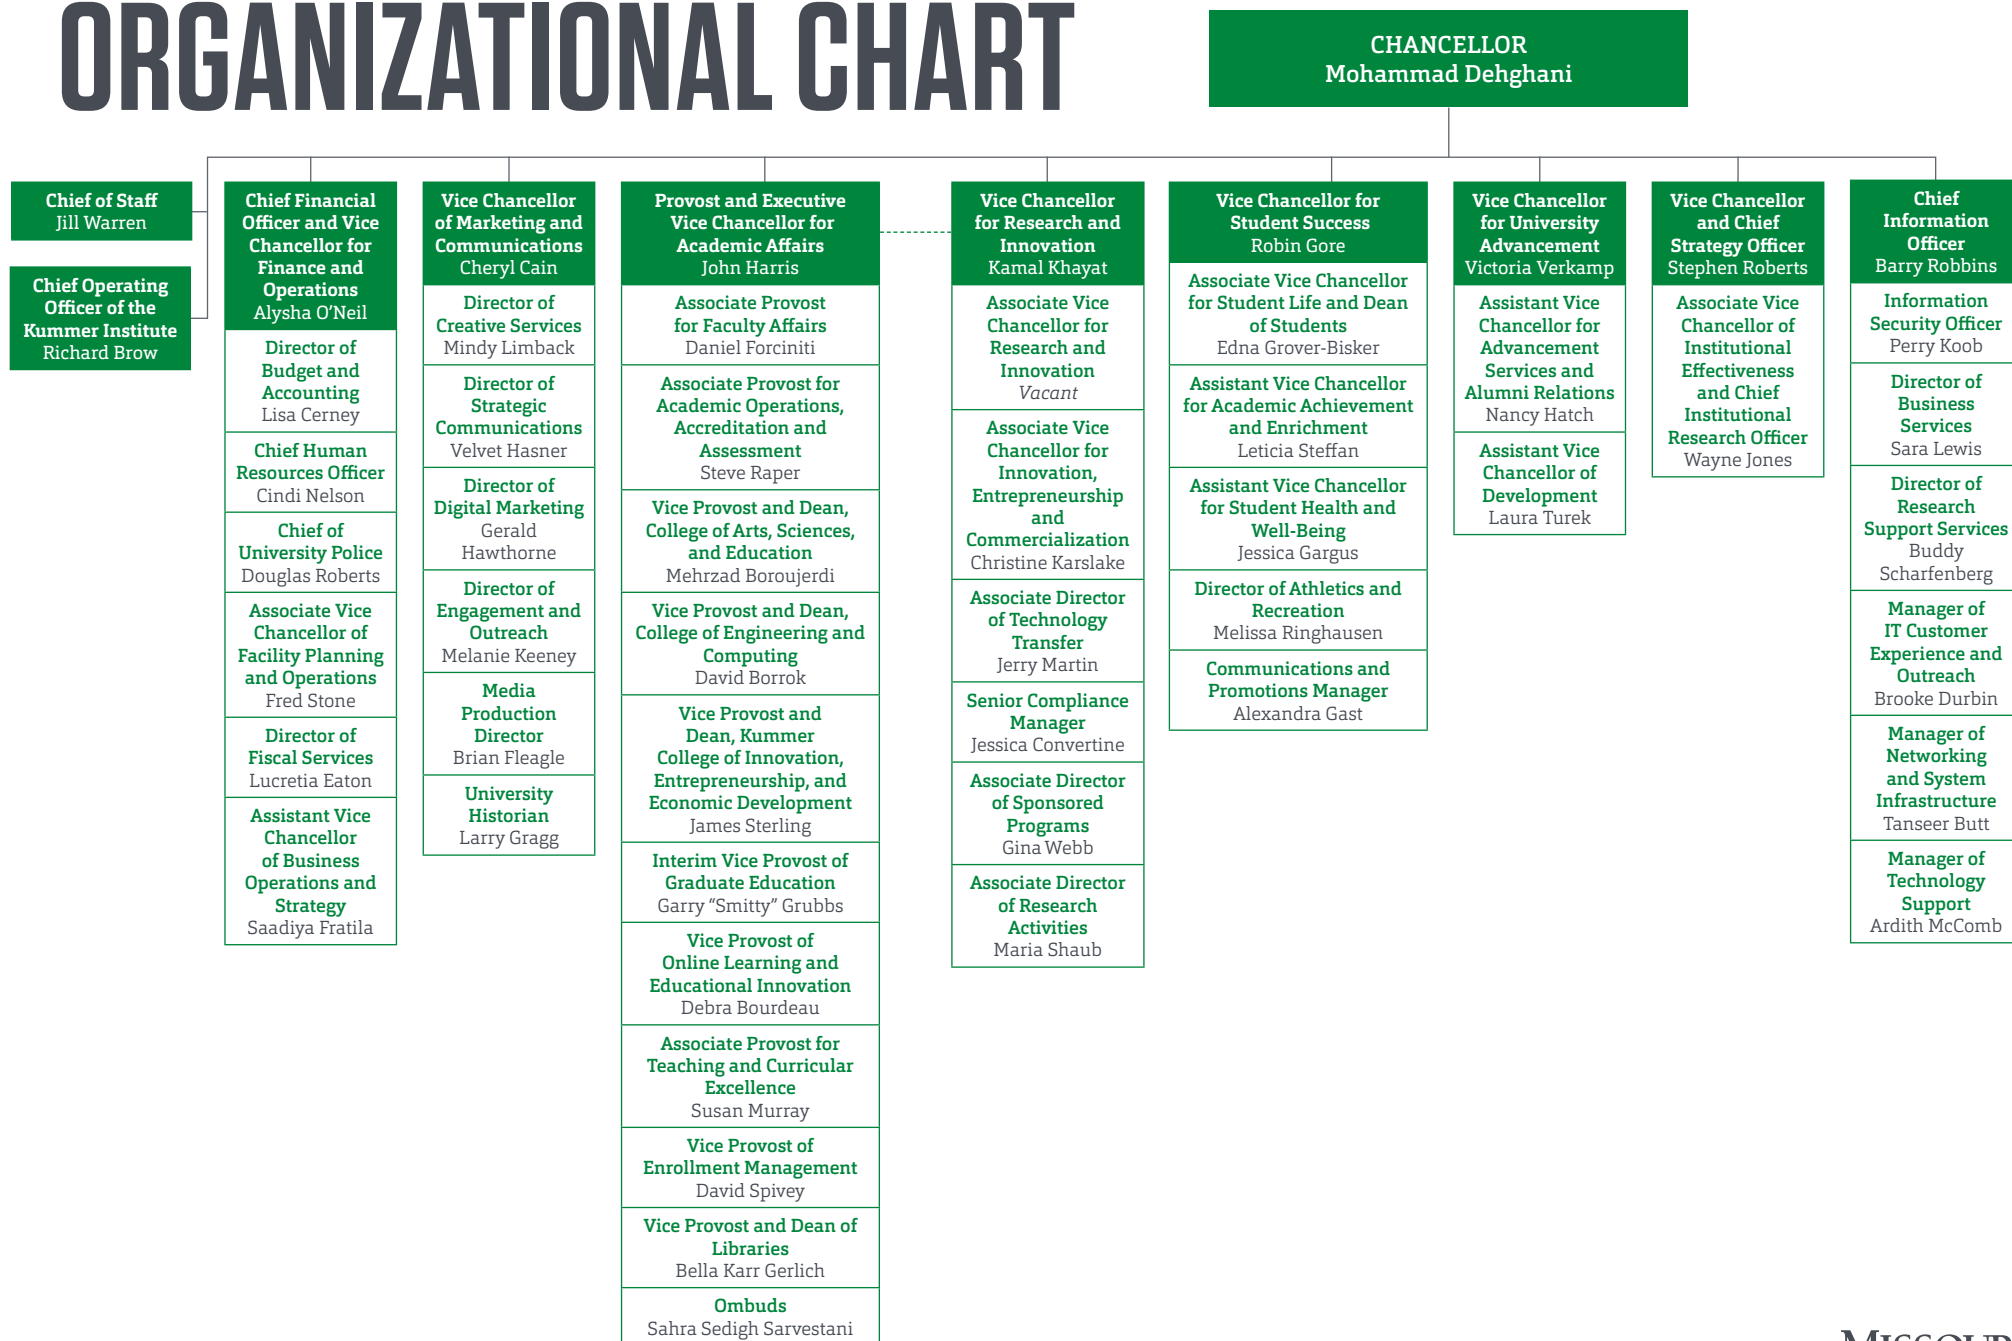 ORGANIZATIONAL CHART
CHANCELLOR
Mohammad Dehghani
Chief of Staff
Jill Warren
Chief Operating
Officer of the
Kummer Institute
Richard Brow
Chief Financial
Officer and Vice
Chancellor for
Finance and
Operations
Alysha O’Neil
Director of
Budget and
Accounting
Lisa Cerney
Chief Human
Resources Officer
Cindi Nelson
Chief of
University Police
Douglas Roberts
Associate Vice
Chancellor of
Facility Planning
and Operations
Fred Stone
Director of
Fiscal Services
Lucretia Eaton
Assistant Vice
Chancellor
of Business
Operations and
Strategy
Saadiya Fratila
Vice Chancellor
of Marketing and
Communications
Cheryl Cain
Director of
Creative Services
Mindy Limback
Director of
Strategic
Communications
Velvet Hasner
Director of
Digital Marketing
Gerald
Hawthorne
Director of
Engagement and
Outreach
Melanie Keeney
Media
Production
Director
Brian Fleagle
University
Historian
Larry Gragg
Provost and Executive
Vice Chancellor for
Academic Affairs
John Harris
Associate Provost
for Faculty Affairs
Daniel Forciniti
Associate Provost for
Academic Operations,
Accreditation and
Assessment
Steve Raper
Vice Provost and Dean,
College of Arts, Sciences,
and Education
Mehrzad Boroujerdi
Vice Provost and Dean,
College of Engineering and
Computing
David Borrok
Vice Provost and
Dean, Kummer
College of Innovation,
Entrepreneurship, and
Economic Development
James Sterling
Interim Vice Provost of
Graduate Education
Garry “Smitty” Grubbs
Vice Provost of
Online Learning and
Educational Innovation
Debra Bourdeau
Associate Provost for
Teaching and Curricular
Excellence
Susan Murray
Vice Provost of
Enrollment Management
David Spivey
Vice Provost and Dean of
Libraries
Bella Karr Gerlich
Ombuds
Sahra Sedigh Sarvestani
Vice Chancellor
for Research and
Innovation
Kamal Khayat
Associate Vice
Chancellor for
Research and
Innovation
Vacant
Associate Vice
Chancellor for
Innovation,
Entrepreneurship
and
Commercialization
Christine Karslake
Associate Director
of Technology
Transfer
Jerry Martin
Senior Compliance
Manager
Jessica Convertine
Associate Director
of Sponsored
Programs
Gina Webb
Associate Director
of Research
Activities
Maria Shaub
Vice Chancellor for
Student Success
Robin Gore
Associate Vice Chancellor
for Student Life and Dean
of Students
Edna Grover-Bisker
Assistant Vice Chancellor
for Academic Achievement
and Enrichment
Leticia Steffan
Assistant Vice Chancellor
for Student Health and
Well-Being
Jessica Gargus
Director of Athletics and
Recreation
Melissa Ringhausen
Communications and
Promotions Manager
Alexandra Gast
Vice Chancellor
for University
Advancement
Victoria Verkamp
Assistant Vice
Chancellor for
Advancement
Services and
Alumni Relations
Nancy Hatch
Assistant Vice
Chancellor of
Development
Laura Turek
Vice Chancellor
and Chief
Strategy Officer
Stephen Roberts
Associate Vice
Chancellor of
Institutional
Effectiveness
and Chief
Institutional
Research Officer
Wayne Jones
Chief
Information
Officer
Barry Robbins
Information
Security Officer
Perry Koob
Director of
Business
Services
Sara Lewis
Director of
Research
Support Services
Buddy
Scharfenberg
Manager of
IT Customer
Experience and
Outreach
Brooke Durbin
Manager of
Networking
and System
Infrastructure
Tanseer Butt
Manager of
Technology
Support
Ardith McComb